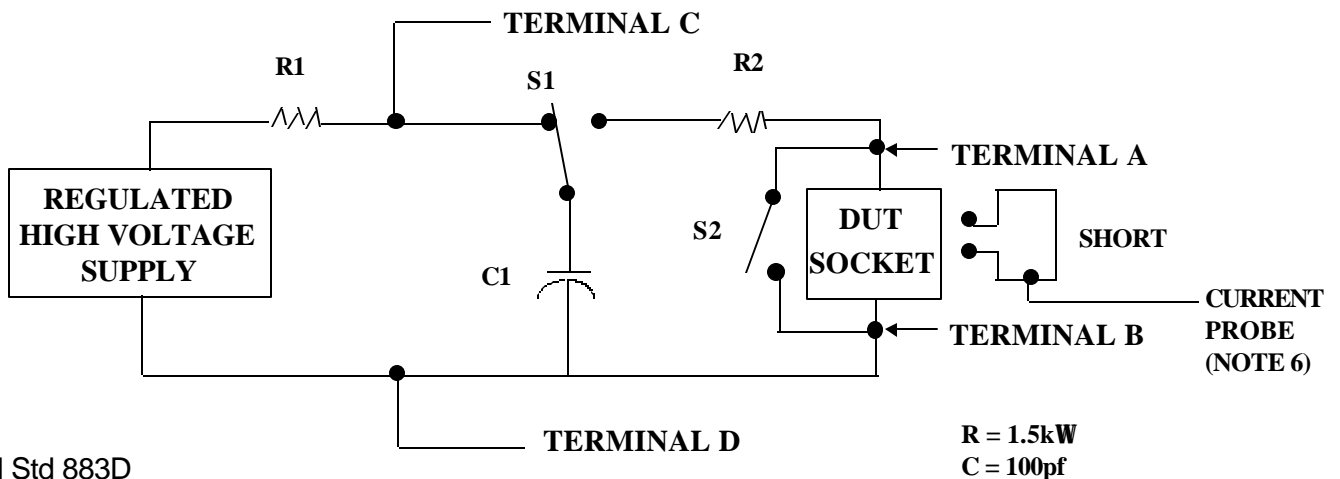 TERMINAL C
R1
S1
R2
TERMINAL A
REGULATED
HIGH VOLTAGE
SUPPLY
C1
S2
DUT
SOCKET
SHORT
CURRENT
PROBE
(NOTE 6)
TERMINAL B
TERMINAL D
R = 1.5kW
C = 100pf
l Std 883D